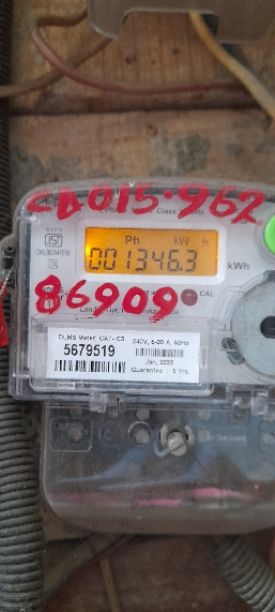 CD015.962
Ph KW h
001346.3 kWh
CAL
86909
DLMS Meter, CAT- C3
5679519
240V, 5-30 A, 50Hz
Jan, 2022
Guarantee : 5 Yrs.